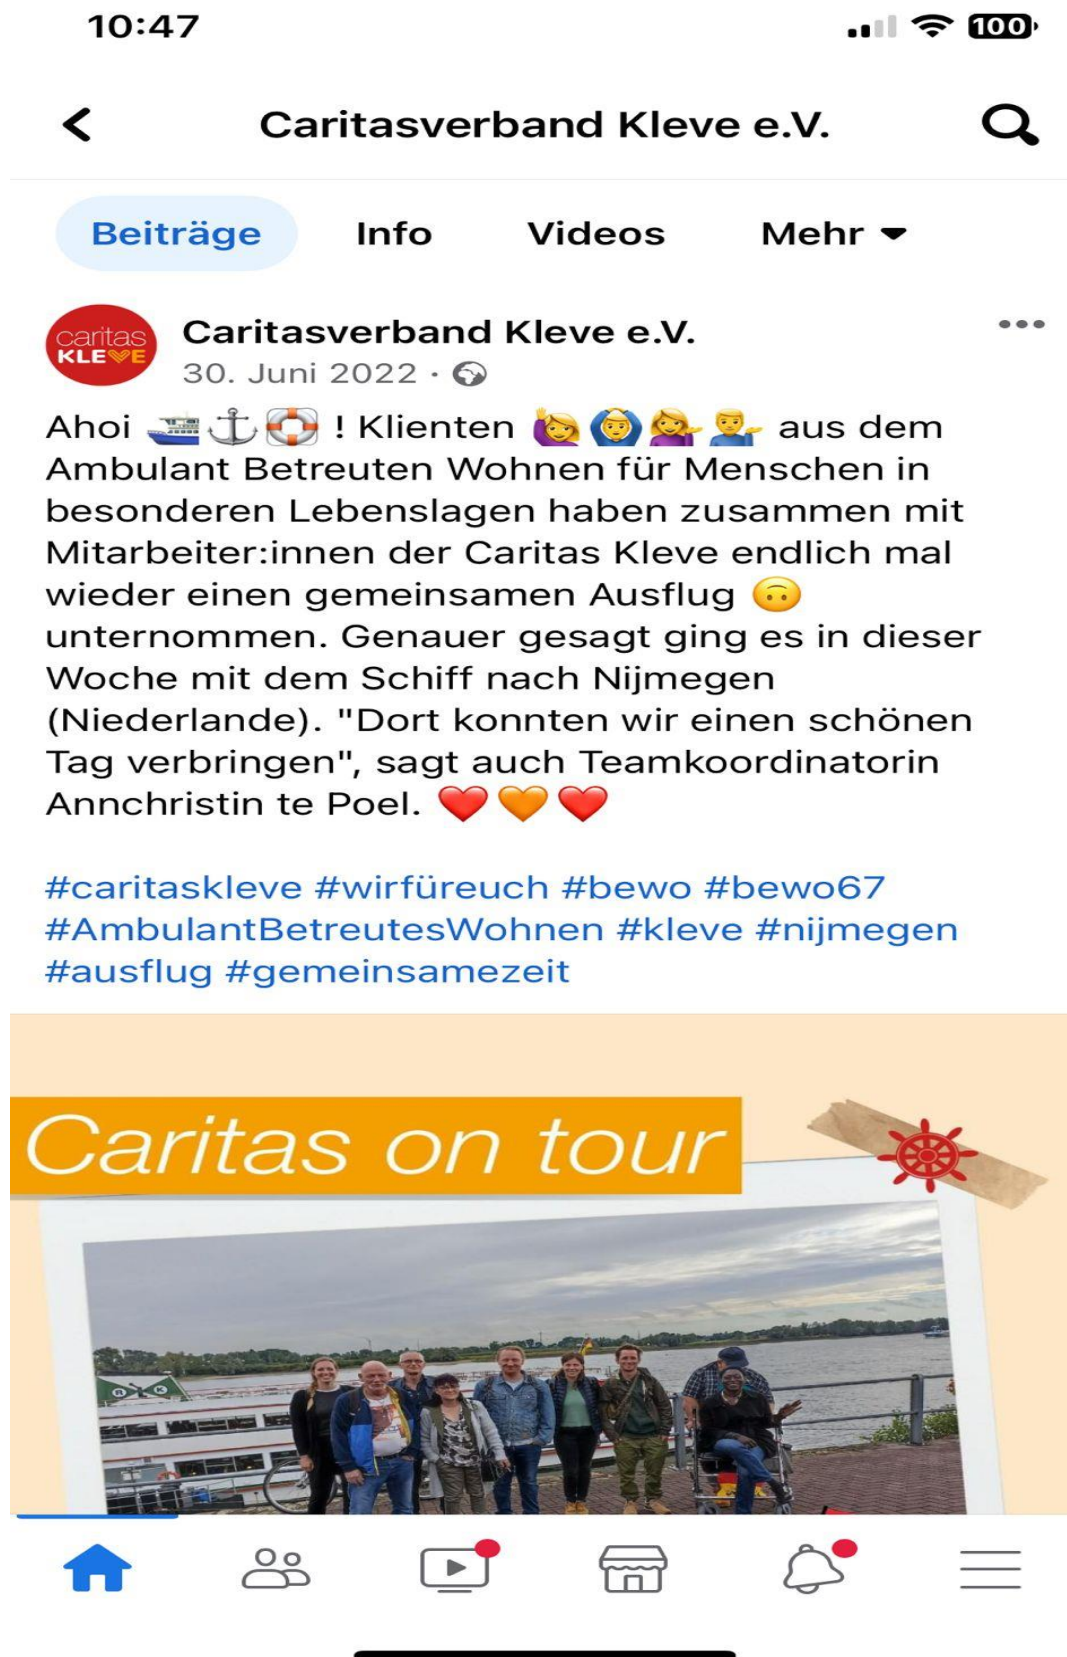 10:47
100
Caritasverband Kleve e.V.
Beiträge Info Videos Mehr
caritas
KLEVE
Caritasverband Kleve e.V.
30. Juni 2022 ·
Ahoi 🛥️⚓🛟 ! Klienten 🙋‍♀️🙆‍♂️💁‍♀️💁‍♂️ aus dem
Ambulant Betreuten Wohnen für Menschen in
besonderen Lebenslagen haben zusammen mit
Mitarbeiter:innen der Caritas Kleve endlich mal
wieder einen gemeinsamen Ausflug 🙃
unternommen. Genauer gesagt ging es in dieser
Woche mit dem Schiff nach Nijmegen
(Niederlande). "Dort konnten wir einen schönen
Tag verbringen", sagt auch Teamkoordinatorin
Annchristin te Poel. ❤️🧡❤️
#caritaskleve #wirfüreuch #bewo #bewo67
#AmbulantBetreutesWohnen #kleve #nijmegen
#ausflug #gemeinsamezeit
Caritas on tour
R K